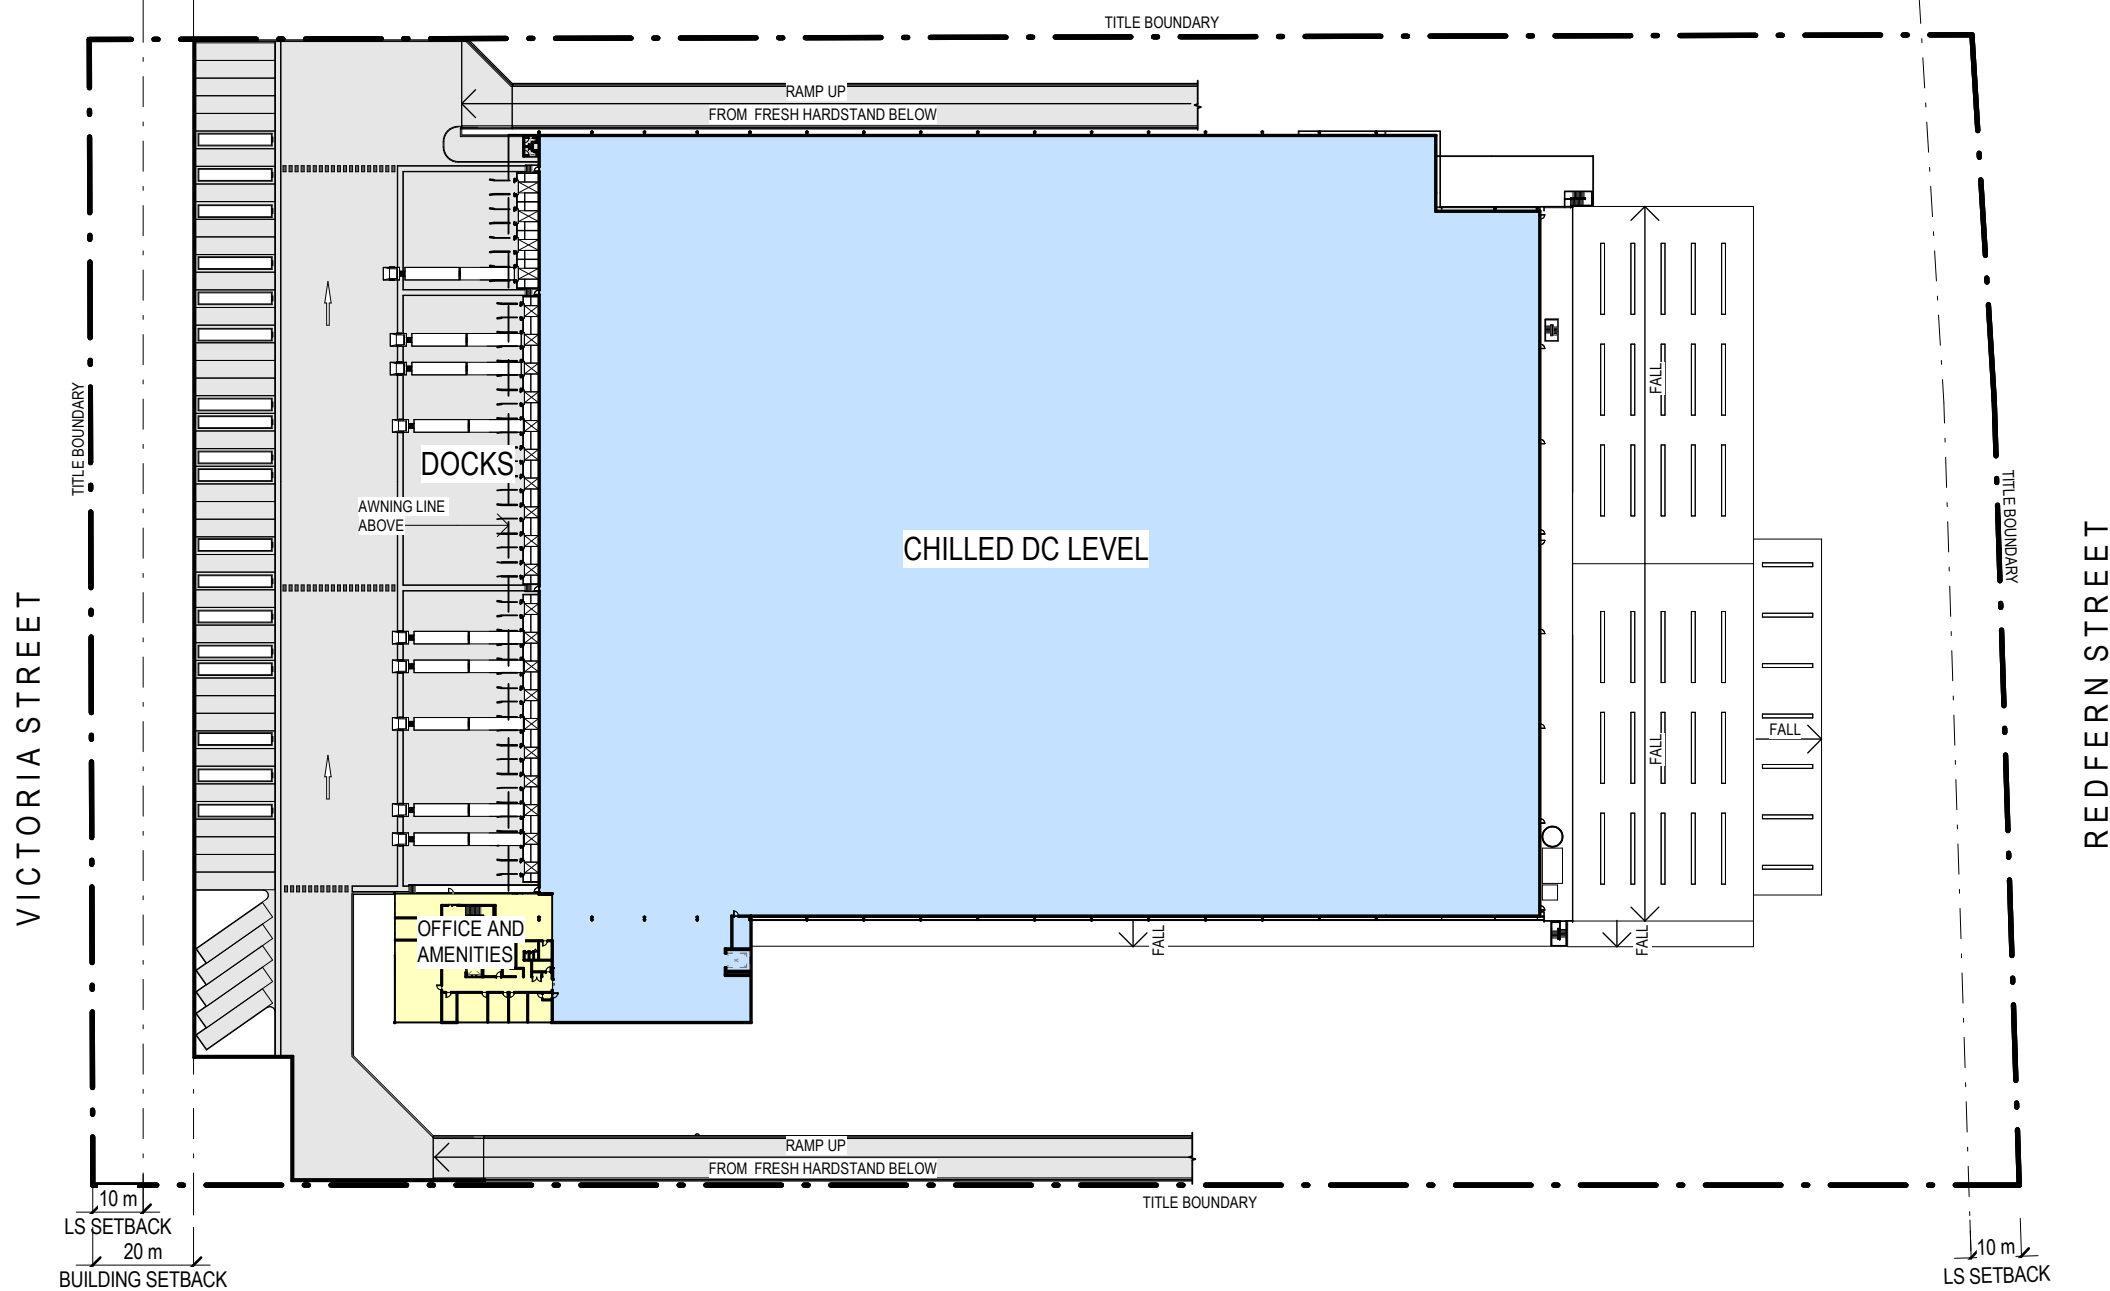 TITLE BOUNDARY
RAMP UP
FROM FRESH HARDSTAND BELOW
TITLE BOUNDARY
DOCKS
AWNING LINE
ABOVE
CHILLED DC LEVEL
FALL
TITLE BOUNDARY
VICTORIA STREET
REDFERN STREET
FALL
FALL
OFFICE AND
AMENITIES
FALL
FALL
RAMP UP
FROM FRESH HARDSTAND BELOW
TITLE BOUNDARY
10 m
LS SETBACK
20 m
BUILDING SETBACK
10 m
LS SETBACK